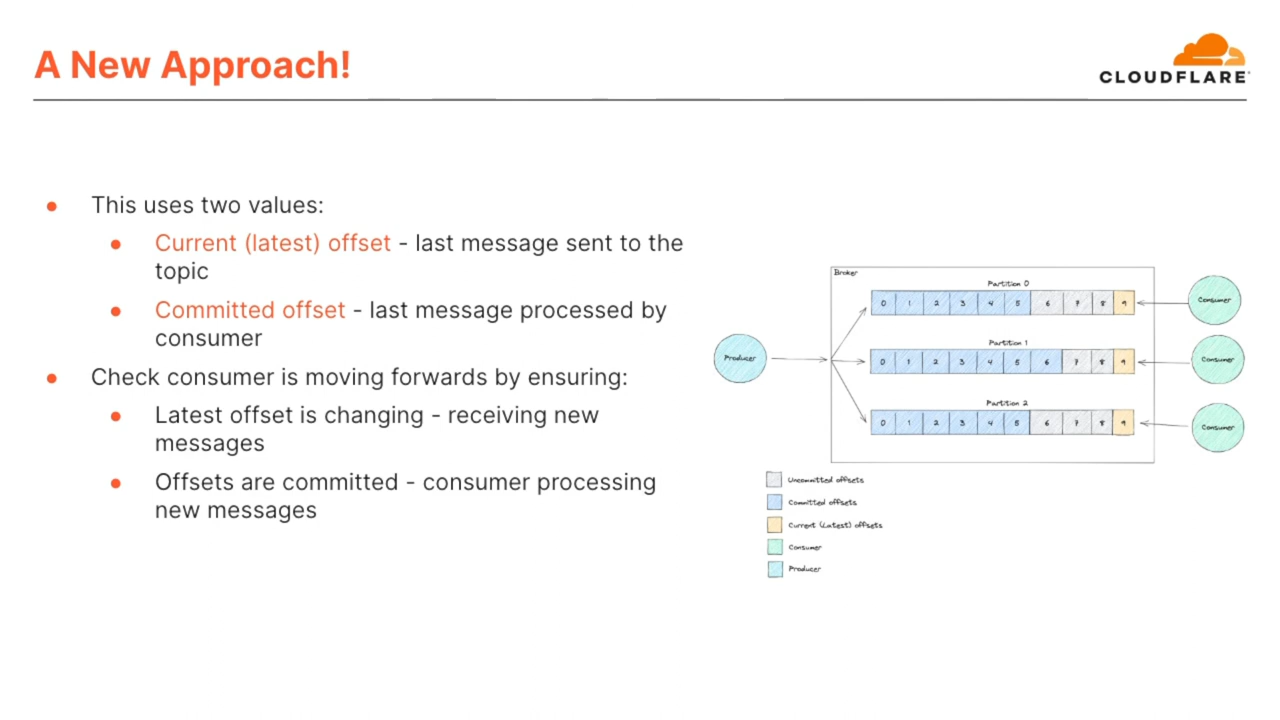 A New Approach!
CLOUDFLARE
This uses two values:
Current (latest) offset - last message sent to the
topic
Committed offset - last message processed by
consumer
Check consumer is moving forwards by ensuring:
Latest offset is changing - receiving new
messages
Offsets are committed - consumer processing
new messages
Broker
Partition 0
0 1 2 3 4 5 6 7 8 9
Consumer
Producer
Partition 1
0 1 2 3 4 5 6 7 8 9
Consumer
Partition 2
0 1 2 3 4 5 6 7 8 9
Consumer
Uncommitted offsets
Committed offsets
Current (Latest) offsets
Consumer
Producer